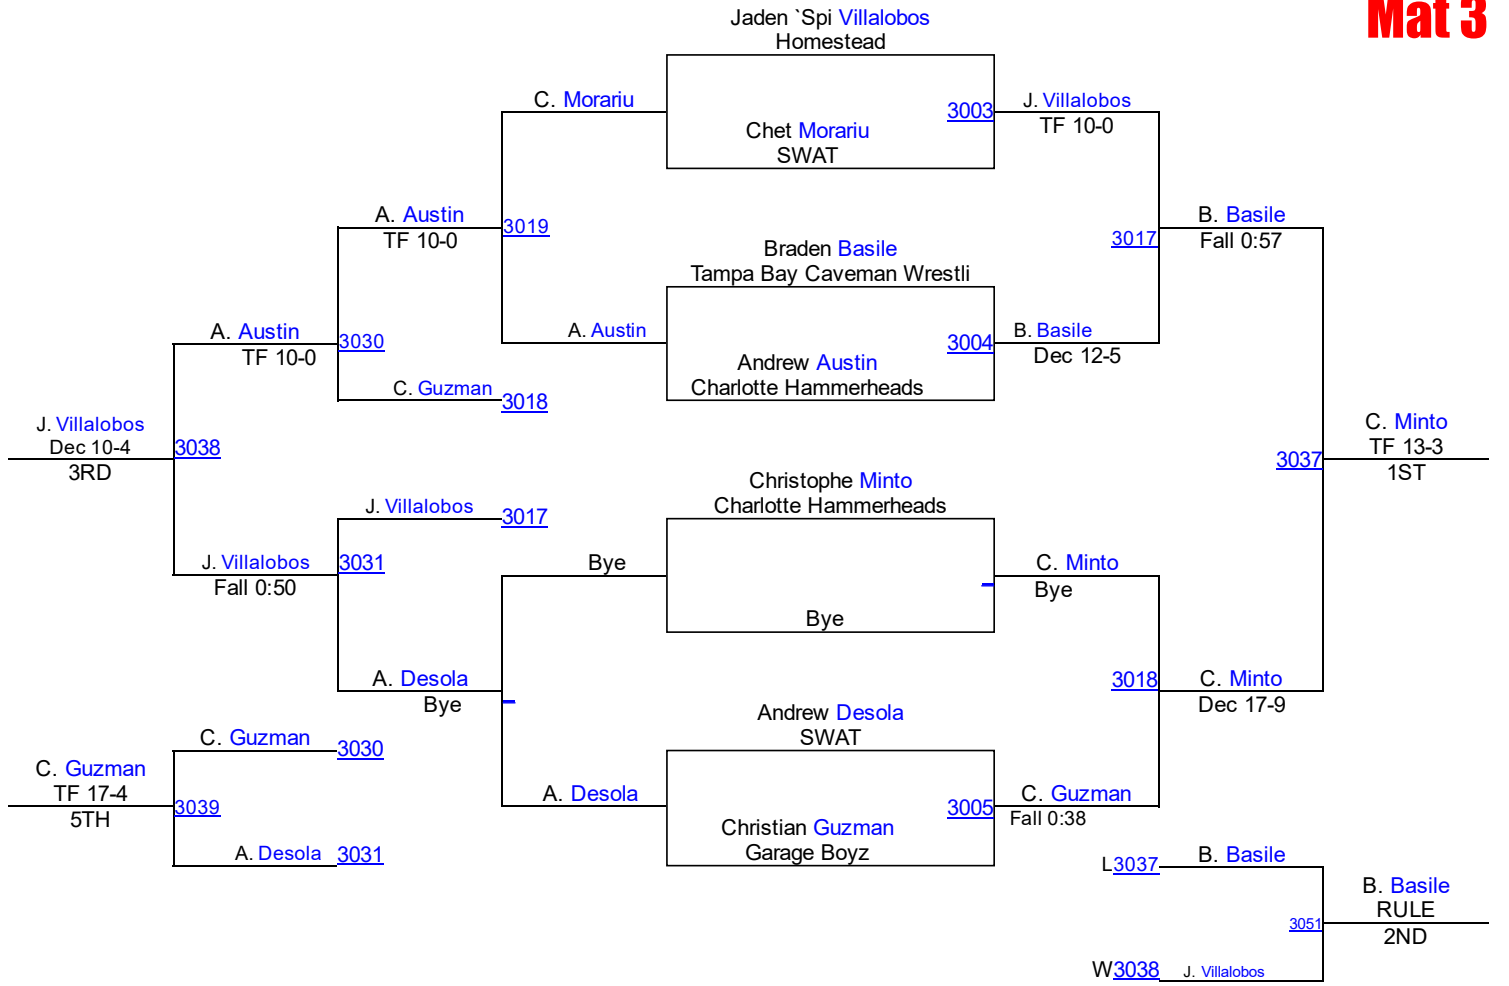 Mat 3
Jaden `Spi Villalobos
Homestead
C. Morariu
3003
J. Villalobos
TF 10-0
Chet Morariu
SWAT
A. Austin
TF 10-0
3019
B. Basile
Fall 0:57
3017
Braden Basile
Tampa Bay Caveman Wrestli
A. Austin
TF 10-0
3030
A. Austin
3004
B. Basile
Dec 12-5
Andrew Austin
Charlotte Hammerheads
C. Guzman
3018
J. Villalobos
Dec 10-4
3RD
3038
C. Minto
TF 13-3
1ST
3037
Christophe Minto
Charlotte Hammerheads
J. Villalobos
3017
J. Villalobos
Fall 0:50
3031
Bye
C. Minto
Bye
Bye
A. Desola
Bye
3018
C. Minto
Dec 17-9
Andrew Desola
SWAT
C. Guzman
3030
C. Guzman
TF 17-4
5TH
3039
A. Desola
3005
C. Guzman
Fall 0:38
Christian Guzman
Garage Boyz
A. Desola
3031
L3037
B. Basile
B. Basile
RULE
2ND
3051
W3038
J. Villalobos